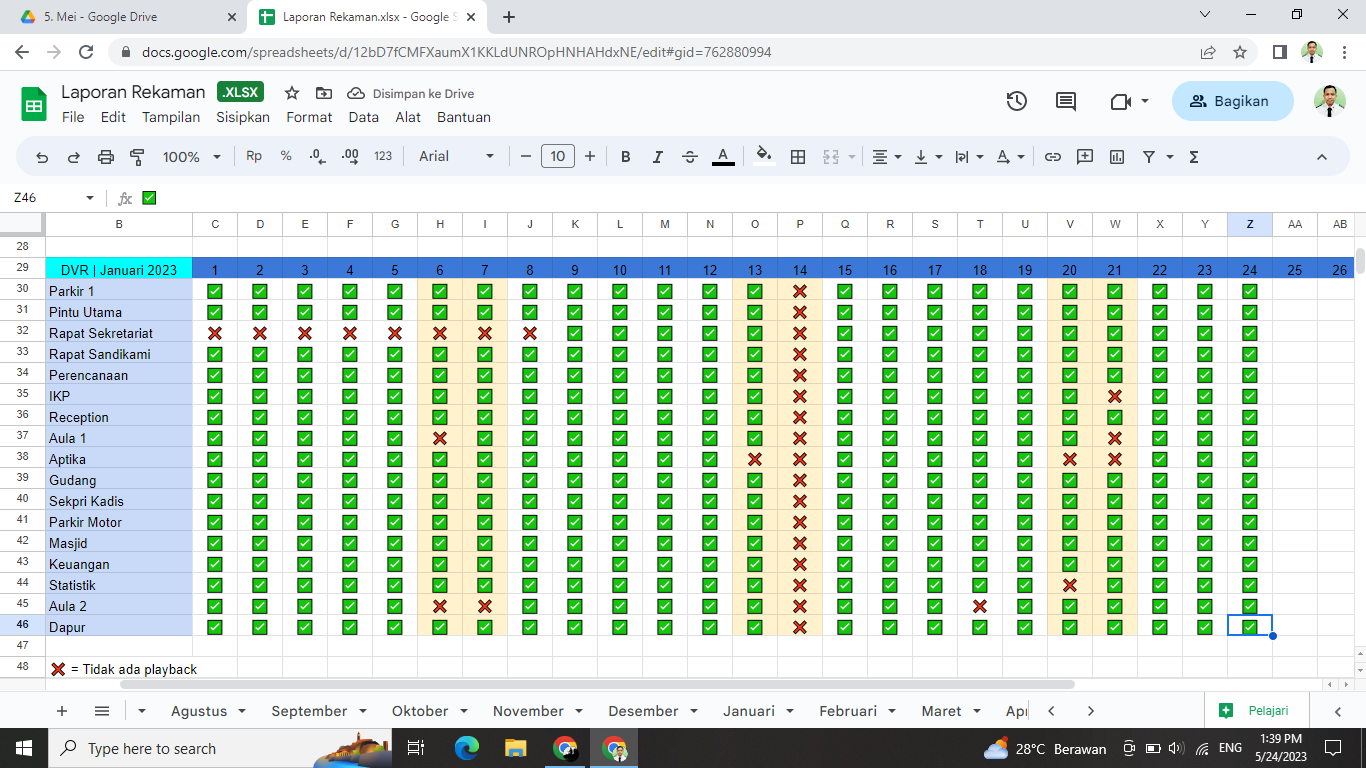 5. Mei - Google Drive
Laporan Rekaman.xlsx - Google S
docs.google.com/spreadsheets/d/12bD7fCMFXaumX1KKLdUNROpHNHAHdxNE/edit#gid=762880994
Laporan Rekaman .XLSX Disimpan ke Drive
File Edit Tampilan Sisipkan Format Data Alat Bantuan
Bagikan
100% Rp % .0 .00 123 Arial 10 B I A
Z46 fx ✅
B C D E F G H I J K L M N O P Q R S T U V W X Y Z AA AB
28
29 DVR | Januari 2023 1 2 3 4 5 6 7 8 9 10 11 12 13 14 15 16 17 18 19 20 21 22 23 24 25 26
30 Parkir 1 ✅ ✅ ✅ ✅ ✅ ✅ ✅ ✅ ✅ ✅ ✅ ✅ ✅ ❌ ✅ ✅ ✅ ✅ ✅ ✅ ✅ ✅ ✅ ✅
31 Pintu Utama ✅ ✅ ✅ ✅ ✅ ✅ ✅ ✅ ✅ ✅ ✅ ✅ ✅ ❌ ✅ ✅ ✅ ✅ ✅ ✅ ✅ ✅ ✅ ✅
32 Rapat Sekretariat ❌ ❌ ❌ ❌ ❌ ❌ ❌ ❌ ✅ ✅ ✅ ✅ ✅ ❌ ✅ ✅ ✅ ✅ ✅ ✅ ✅ ✅ ✅ ✅
33 Rapat Sandikami ✅ ✅ ✅ ✅ ✅ ✅ ✅ ✅ ✅ ✅ ✅ ✅ ✅ ❌ ✅ ✅ ✅ ✅ ✅ ✅ ✅ ✅ ✅ ✅
34 Perencanaan ✅ ✅ ✅ ✅ ✅ ✅ ✅ ✅ ✅ ✅ ✅ ✅ ✅ ❌ ✅ ✅ ✅ ✅ ✅ ✅ ✅ ✅ ✅ ✅
35 IKP ✅ ✅ ✅ ✅ ✅ ✅ ✅ ✅ ✅ ✅ ✅ ✅ ✅ ❌ ✅ ✅ ✅ ✅ ✅ ✅ ❌ ✅ ✅ ✅
36 Reception ✅ ✅ ✅ ✅ ✅ ✅ ✅ ✅ ✅ ✅ ✅ ✅ ✅ ❌ ✅ ✅ ✅ ✅ ✅ ✅ ✅ ✅ ✅ ✅
37 Aula 1 ✅ ✅ ✅ ✅ ✅ ❌ ✅ ✅ ✅ ✅ ✅ ✅ ✅ ❌ ✅ ✅ ✅ ✅ ✅ ✅ ❌ ✅ ✅ ✅
38 Aptika ✅ ✅ ✅ ✅ ✅ ✅ ✅ ✅ ✅ ✅ ✅ ✅ ❌ ❌ ✅ ✅ ✅ ✅ ✅ ❌ ❌ ✅ ✅ ✅
39 Gudang ✅ ✅ ✅ ✅ ✅ ✅ ✅ ✅ ✅ ✅ ✅ ✅ ✅ ❌ ✅ ✅ ✅ ✅ ✅ ✅ ✅ ✅ ✅ ✅
40 Sekpri Kadis ✅ ✅ ✅ ✅ ✅ ✅ ✅ ✅ ✅ ✅ ✅ ✅ ✅ ❌ ✅ ✅ ✅ ✅ ✅ ✅ ✅ ✅ ✅ ✅
41 Parkir Motor ✅ ✅ ✅ ✅ ✅ ✅ ✅ ✅ ✅ ✅ ✅ ✅ ✅ ❌ ✅ ✅ ✅ ✅ ✅ ✅ ✅ ✅ ✅ ✅
42 Masjid ✅ ✅ ✅ ✅ ✅ ✅ ✅ ✅ ✅ ✅ ✅ ✅ ✅ ❌ ✅ ✅ ✅ ✅ ✅ ✅ ✅ ✅ ✅ ✅
43 Keuangan ✅ ✅ ✅ ✅ ✅ ✅ ✅ ✅ ✅ ✅ ✅ ✅ ✅ ❌ ✅ ✅ ✅ ✅ ✅ ✅ ✅ ✅ ✅ ✅
44 Statistik ✅ ✅ ✅ ✅ ✅ ✅ ✅ ✅ ✅ ✅ ✅ ✅ ✅ ❌ ✅ ✅ ✅ ✅ ✅ ❌ ✅ ✅ ✅ ✅
45 Aula 2 ✅ ✅ ✅ ✅ ✅ ❌ ❌ ✅ ✅ ✅ ✅ ✅ ✅ ❌ ✅ ✅ ✅ ❌ ✅ ✅ ✅ ✅ ✅ ✅
46 Dapur ✅ ✅ ✅ ✅ ✅ ✅ ✅ ✅ ✅ ✅ ✅ ✅ ✅ ❌ ✅ ✅ ✅ ✅ ✅ ✅ ✅ ✅ ✅ ✅
47
48 ❌ = Tidak ada playback
Agustus September Oktober November Desember Januari Februari Maret Apr Pelajari
Type here to search 28°C Berawan ENG 1:39 PM
5/24/2023